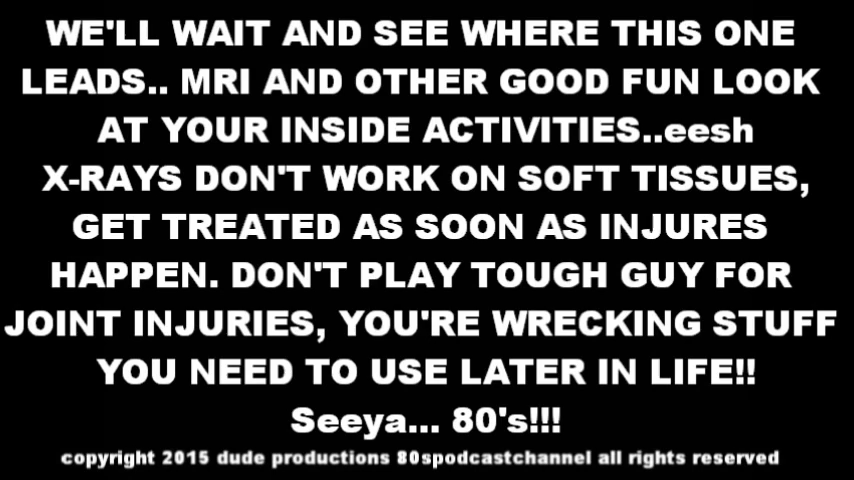 WE'LL WAIT AND SEE WHERE THIS ONE
LEADS.. MRI AND OTHER GOOD FUN LOOK
AT YOUR INSIDE ACTIVITIES..eesh
X-RAYS DON'T WORK ON SOFT TISSUES,
GET TREATED AS SOON AS INJURES
HAPPEN. DON'T PLAY TOUGH GUY FOR
JOINT INJURIES, YOU'RE WRECKING STUFF
YOU NEED TO USE LATER IN LIFE!!
Seeya... 80's!!!
copyright 2015 dude productions 80spodcastchannel all rights reserved